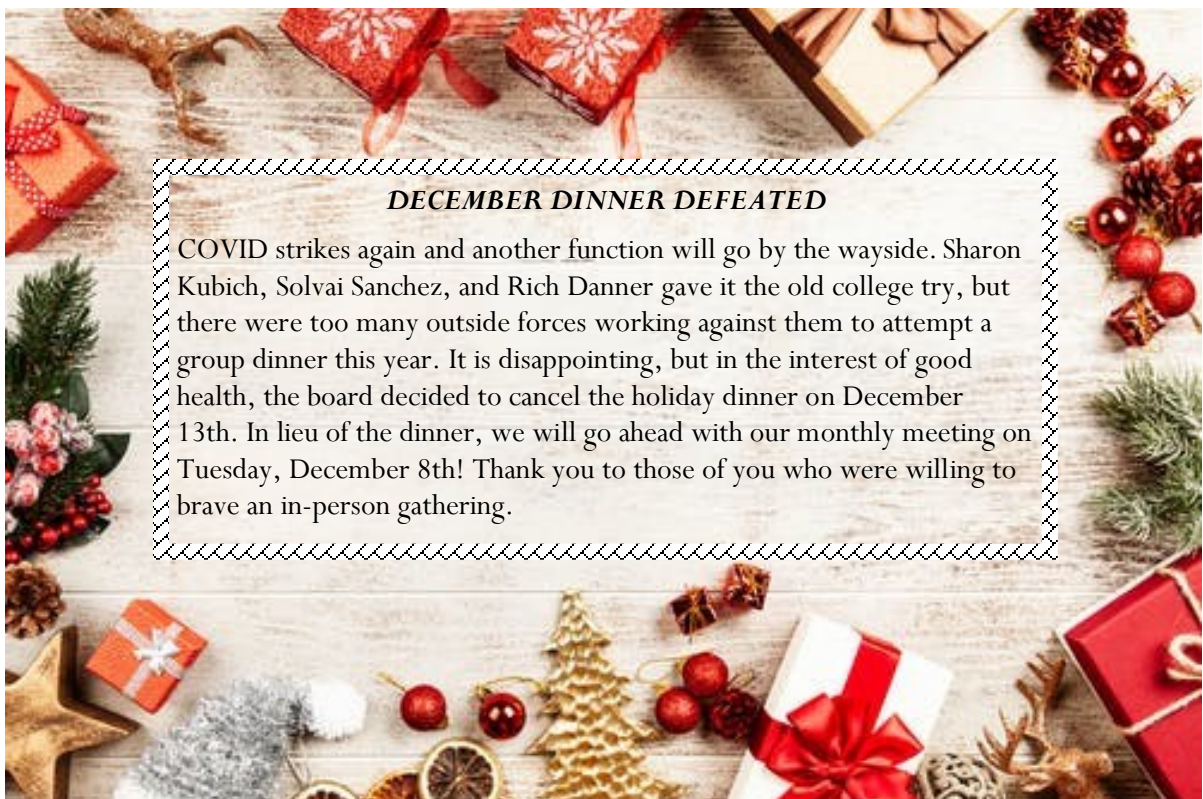 DECEMBER DINNER DEFEATED
COVID strikes again and another function will go by the wayside. Sharon
Kubich, Solvai Sanchez, and Rich Danner gave it the old college try, but
there were too many outside forces working against them to attempt a
group dinner this year. It is disappointing, but in the interest of good
health, the board decided to cancel the holiday dinner on December
13th. In lieu of the dinner, we will go ahead with our monthly meeting on
Tuesday, December 8th! Thank you to those of you who were willing to
brave an in-person gathering.